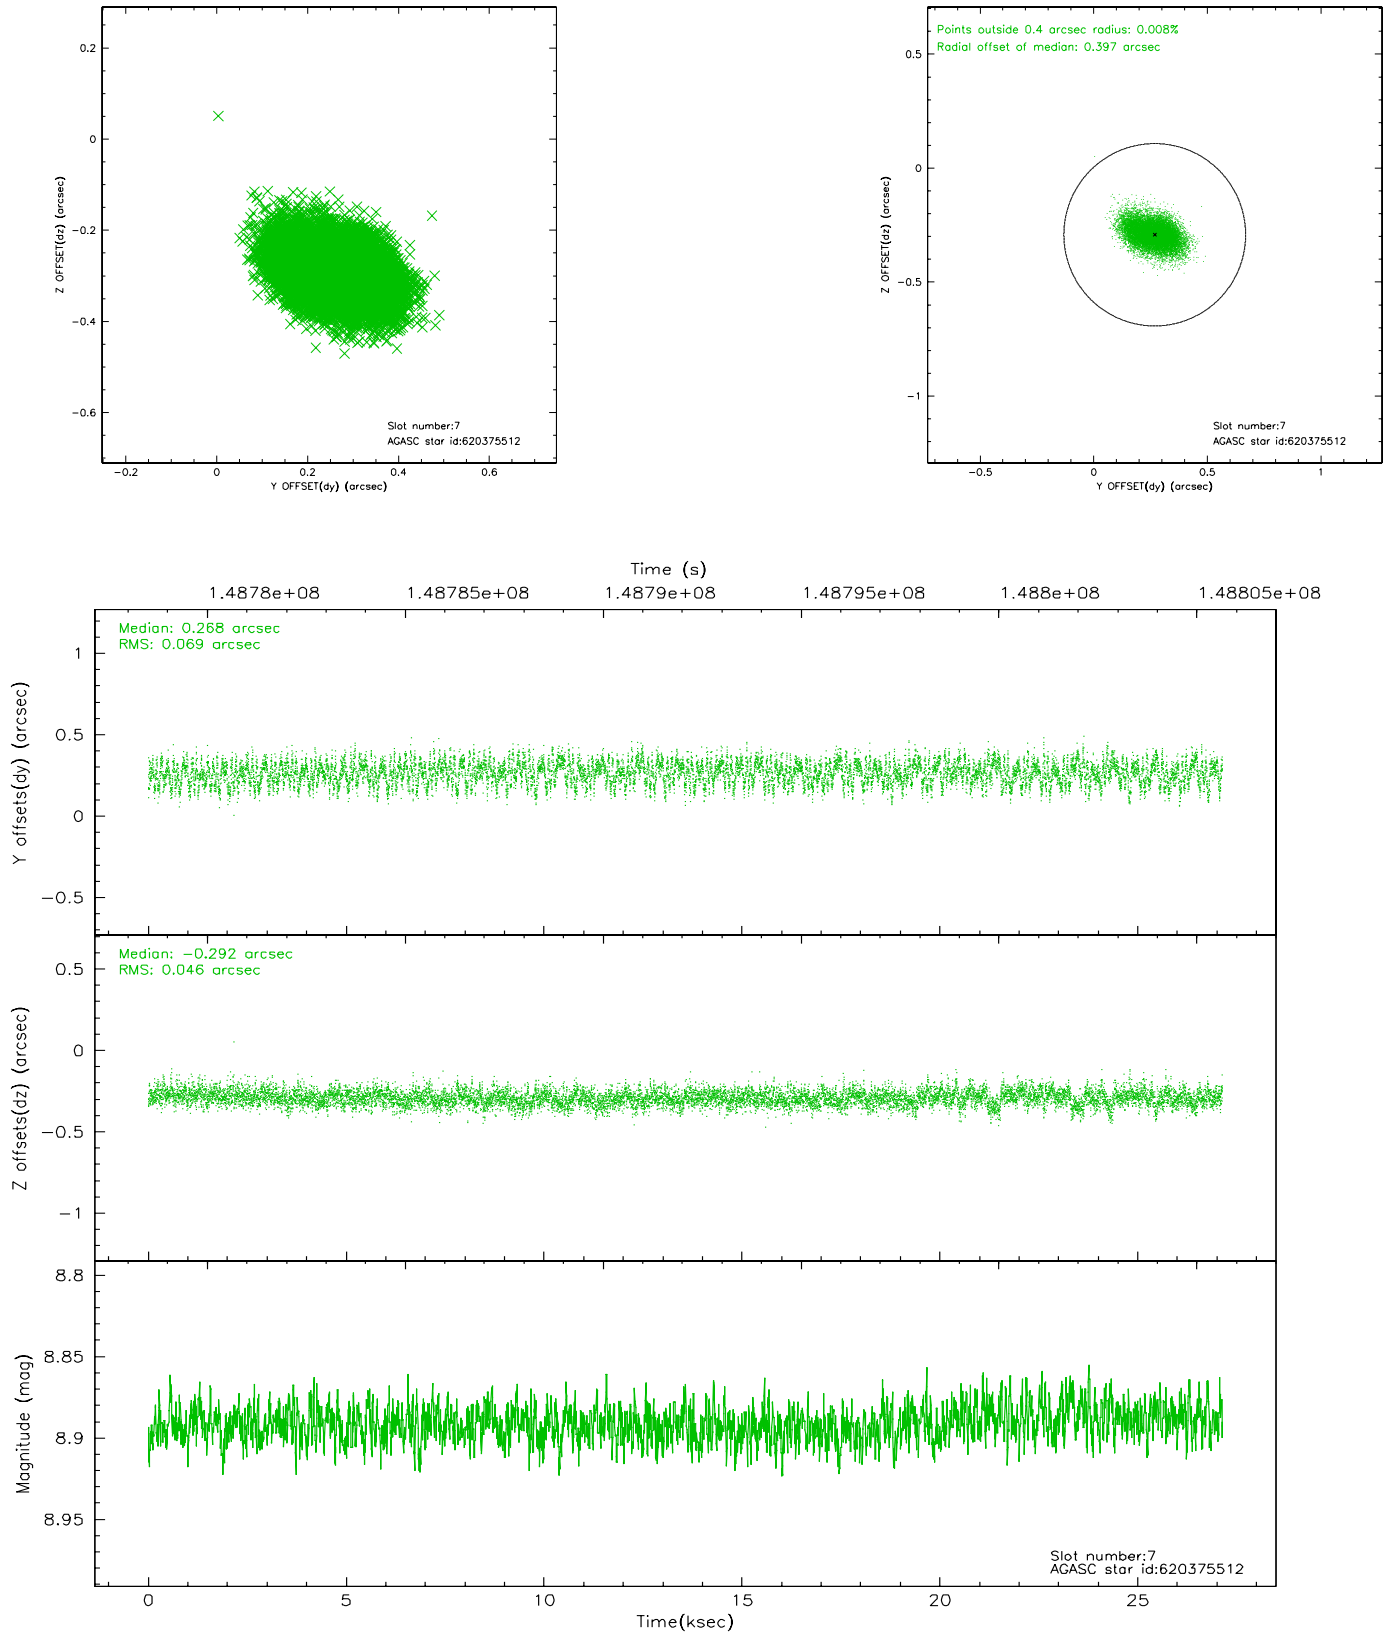 0.2
0
−0.2
−0.4
−0.6
Z OFFSET(dz) (arcsec)
Slot number:7
AGASC star id:620375512
−0.2 0 0.2 0.4 0.6
Y OFFSET(dy) (arcsec)
Points outside 0.4 arcsec radius: 0.008%
Radial offset of median: 0.397 arcsec
0.5
0
−0.5
−1
Z OFFSET(dz) (arcsec)
Slot number:7
AGASC star id:620375512
−0.5 0 0.5 1
Y OFFSET(dy) (arcsec)
Time (s)
1.4878e+08 1.48785e+08 1.4879e+08 1.48795e+08 1.488e+08 1.48805e+08
Median: 0.268 arcsec
RMS: 0.069 arcsec
1
0.5
0
−0.5
Y offsets(dy) (arcsec)
Median: −0.292 arcsec
RMS: 0.046 arcsec
0.5
0
−0.5
−1
Z offsets(dz) (arcsec)
8.8
8.85
8.9
8.95
Magnitude (mag)
Slot number:7
AGASC star id:620375512
0 5 10 15 20 25
Time(ksec)